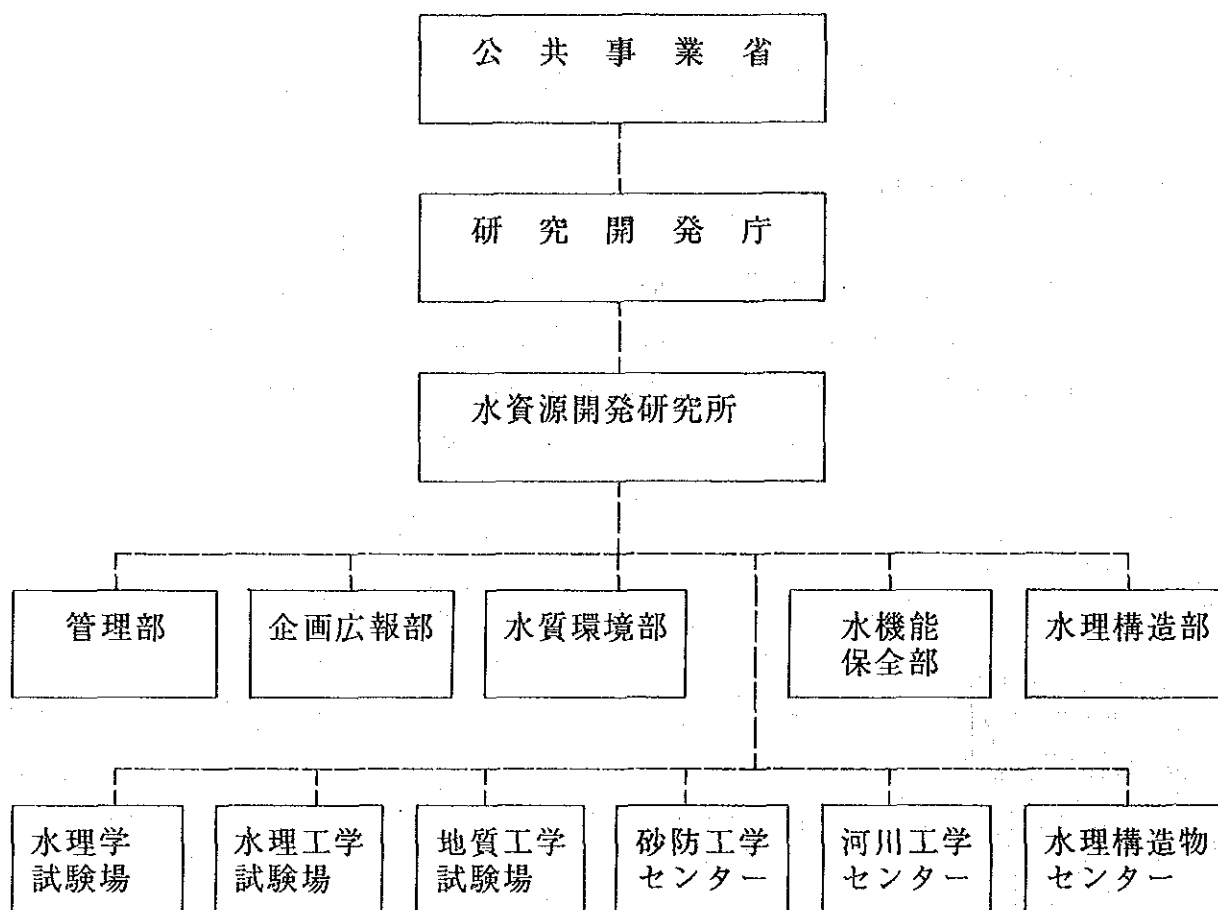 公共事業省
研究開発庁
水資源開発研究所
管理部
企画広報部
水質環境部
水機能
保全部
水理構造部
水理学
試験場
水理工学
試験場
地質工学
試験場
砂防工学
センター
河川工学
センター
水理構造物
センター